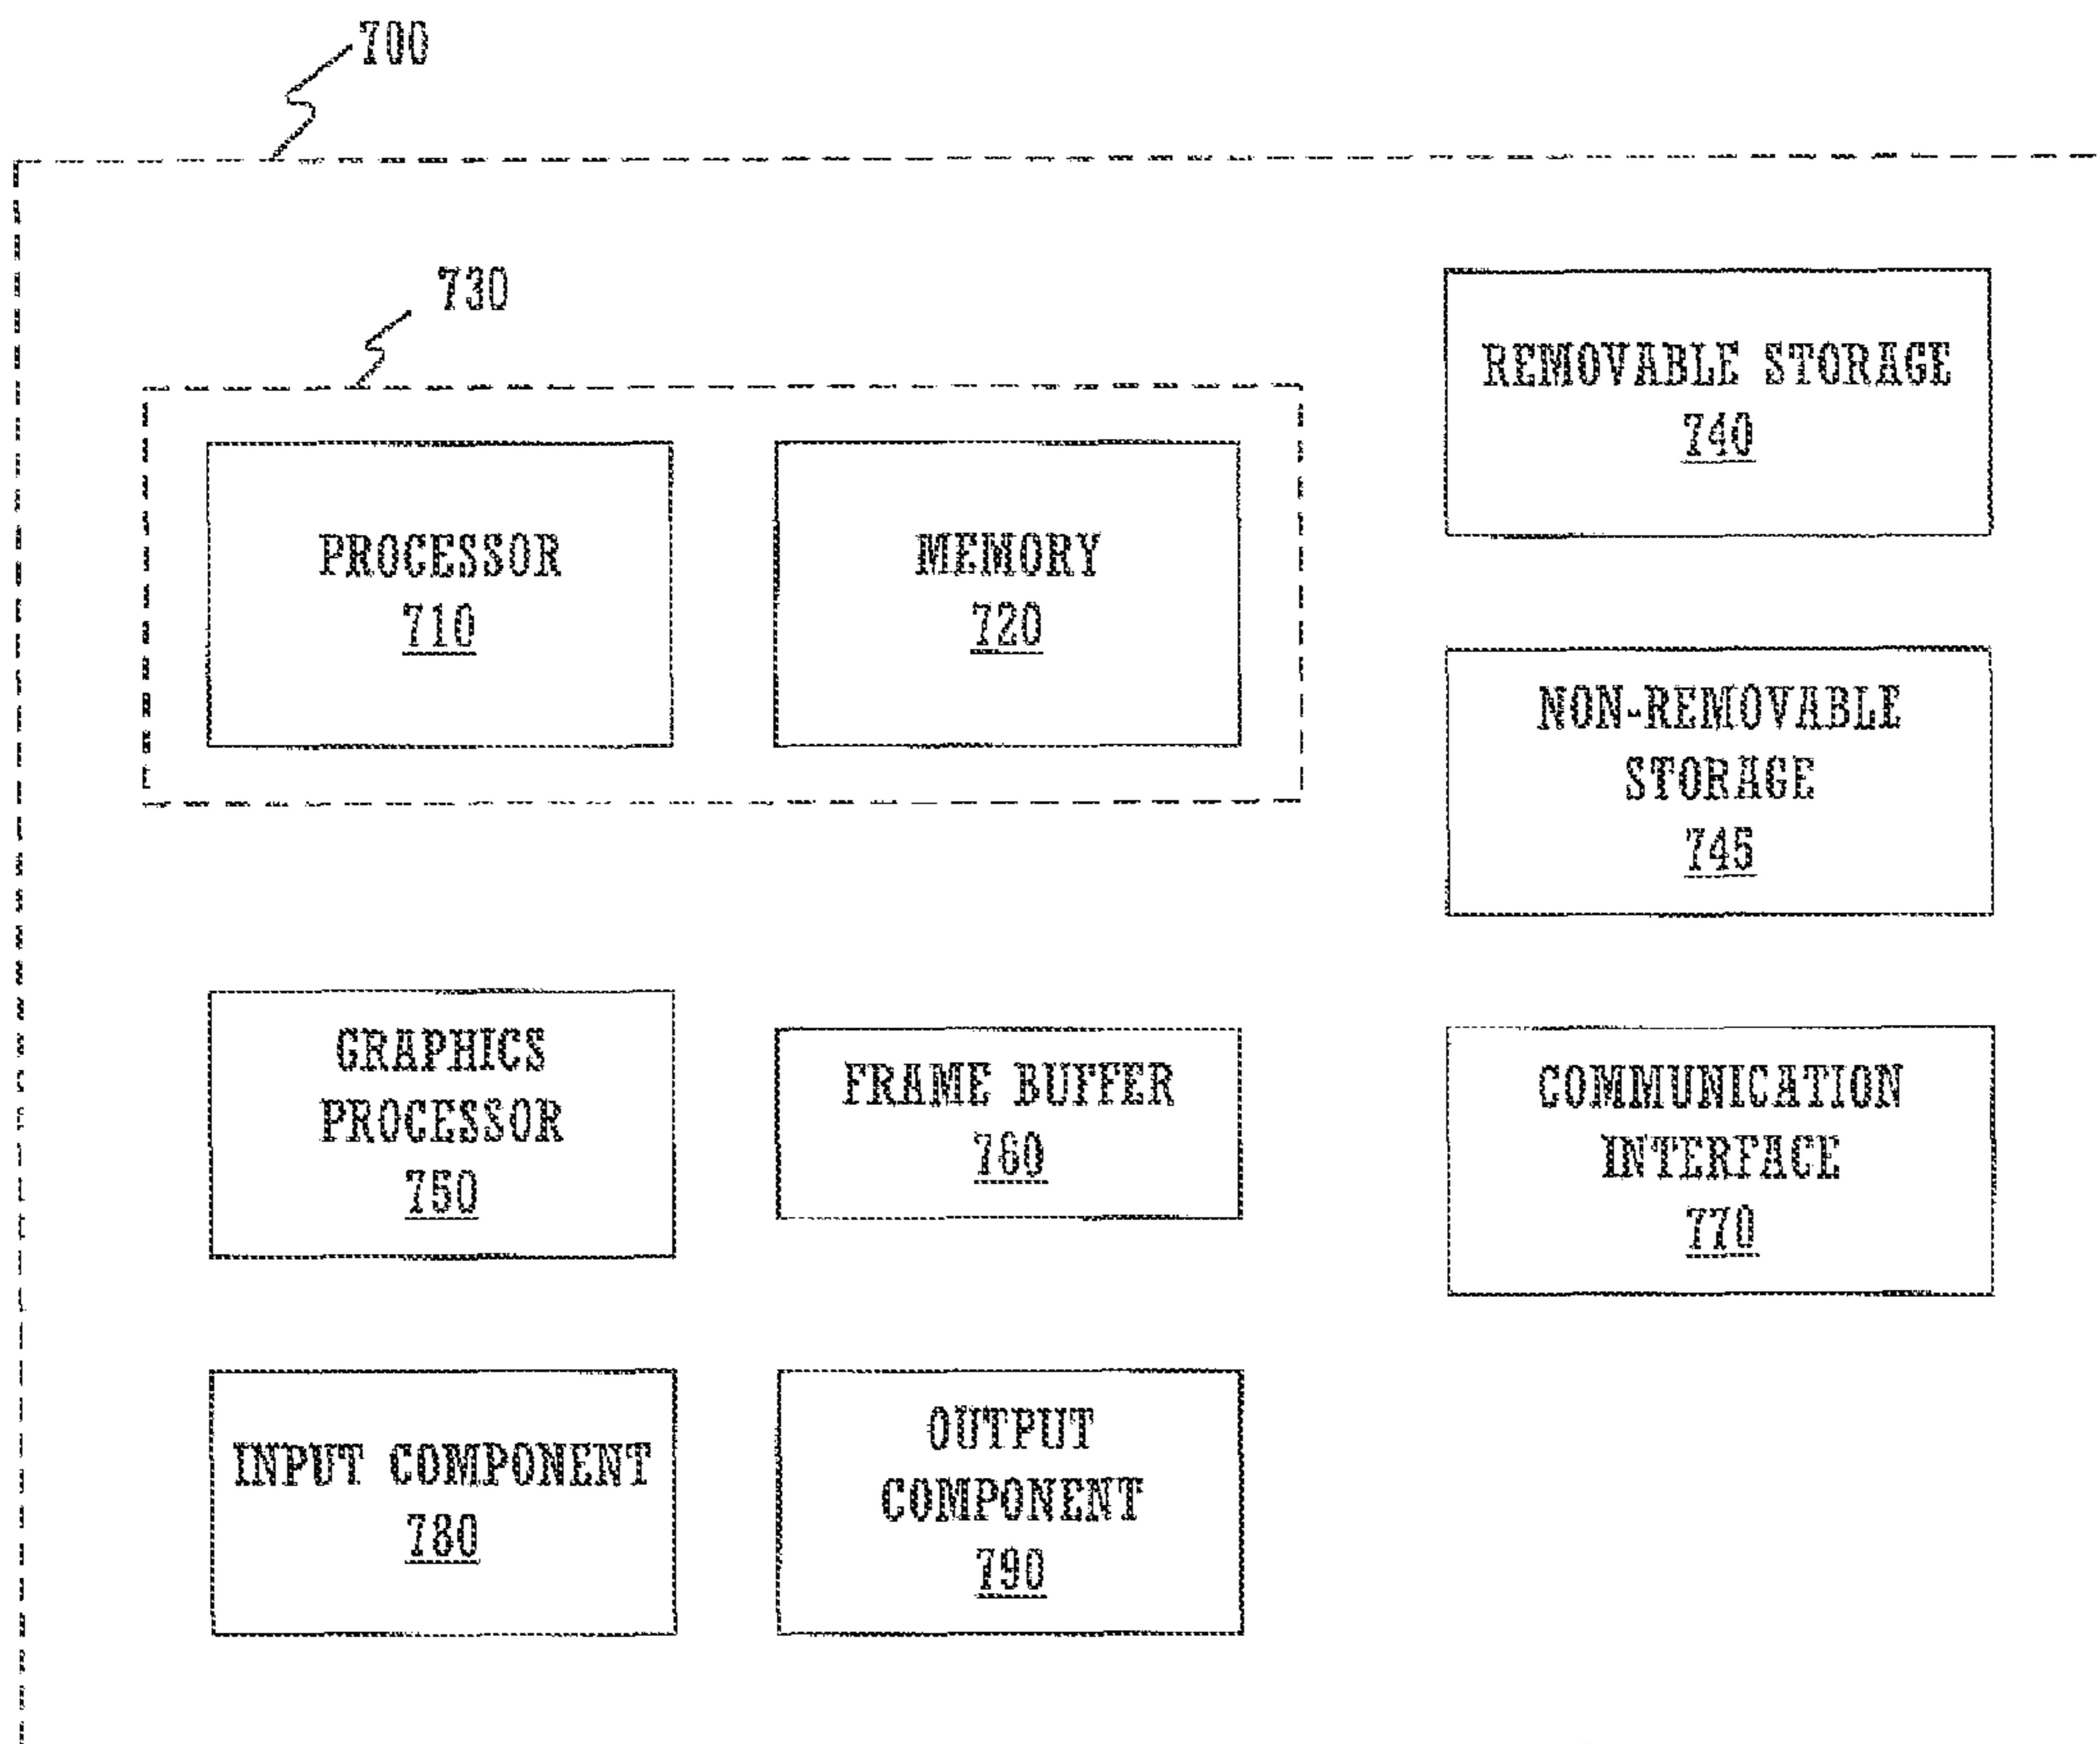 700
730
REMOVABLE STORAGE
740
PROCESSOR
710
MEMORY
720
NON-REMOVABLE
STORAGE
745
GRAPHICS
PROCESSOR
750
FRAME BUFFER
760
COMMUNICATION
INTERFACE
770
INPUT COMPONENT
780
OUTPUT
COMPONENT
790